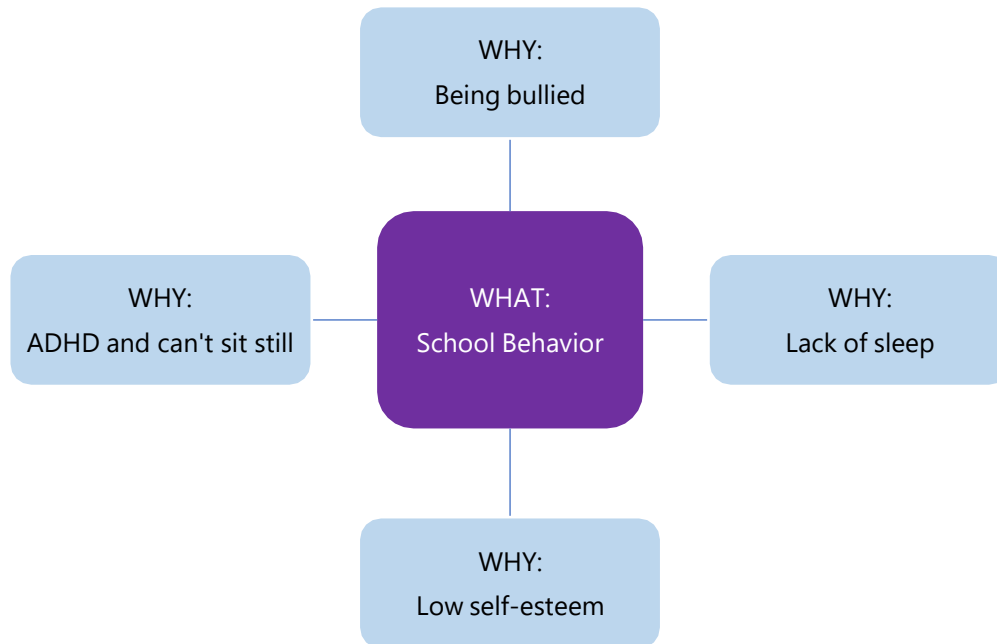 WHY:
Being bullied
WHY:
ADHD and can't sit still
WHAT:
School Behavior
WHY:
Lack of sleep
WHY:
Low self-esteem